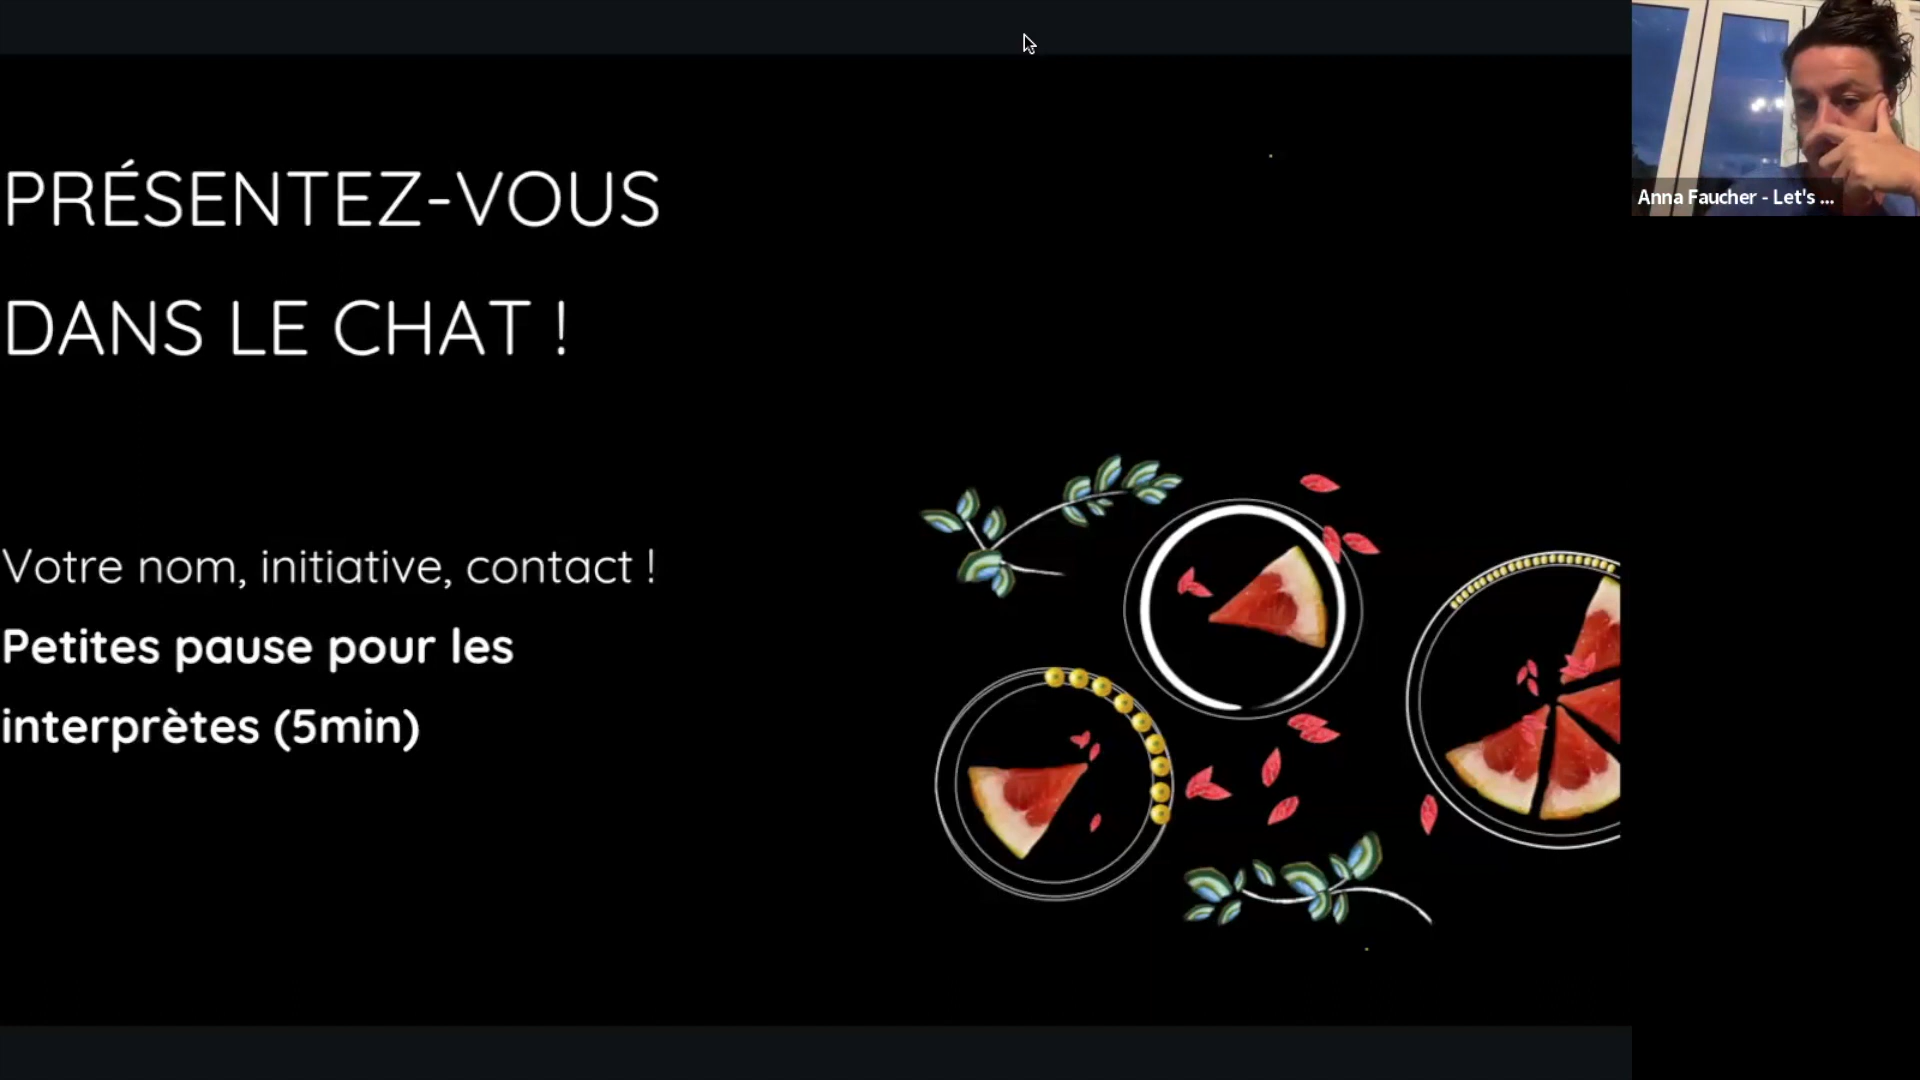 PRÉSENTEZ-VOUS
DANS LE CHAT !
Votre nom, initiative, contact !
Petites pause pour les
interprètes (5min)
Anna Faucher - Let's ...